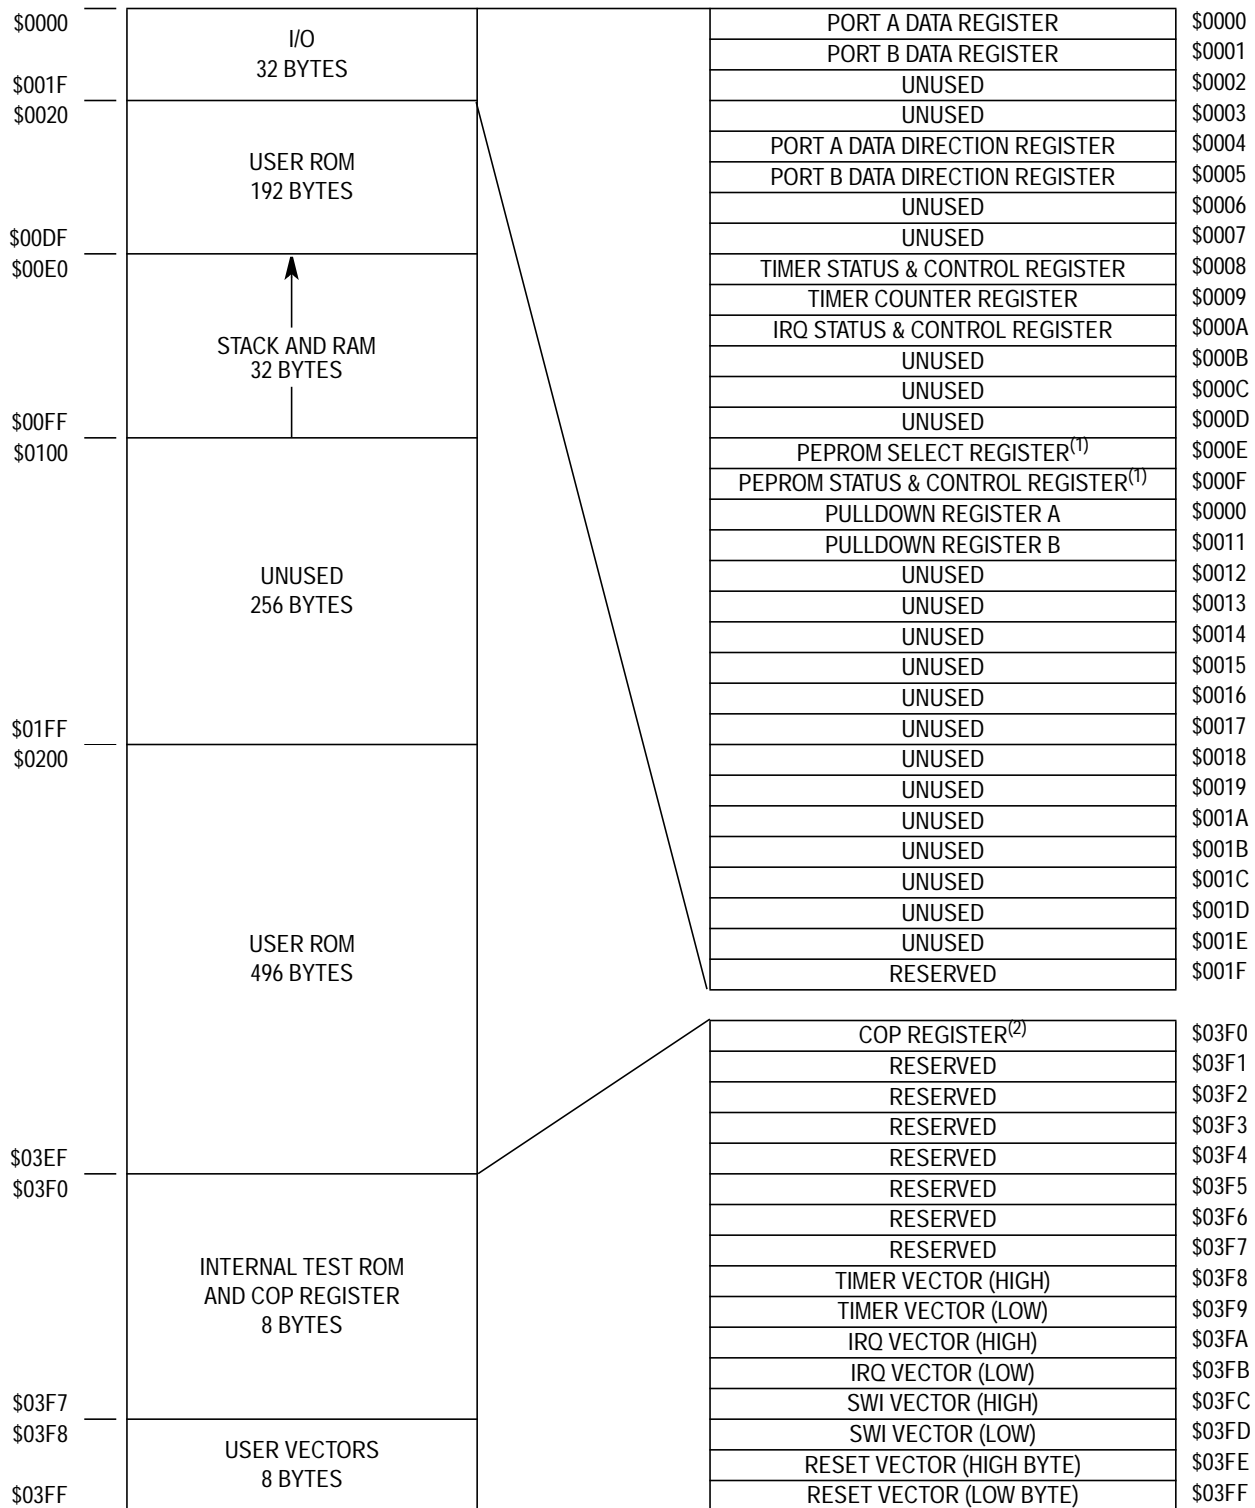 $0000
I/O
32 BYTES
$001F
$0020
USER ROM
192 BYTES
$00DF
$00E0
STACK AND RAM
32 BYTES
$00FF
$0100
UNUSED
256 BYTES
$01FF
$0200
USER ROM
496 BYTES
$03EF
$03F0
INTERNAL TEST ROM
AND COP REGISTER
8 BYTES
$03F7
$03F8
USER VECTORS
8 BYTES
$03FF
PORT A DATA REGISTER $0000
PORT B DATA REGISTER $0001
UNUSED $0002
UNUSED $0003
PORT A DATA DIRECTION REGISTER $0004
PORT B DATA DIRECTION REGISTER $0005
UNUSED $0006
UNUSED $0007
TIMER STATUS & CONTROL REGISTER $0008
TIMER COUNTER REGISTER $0009
IRQ STATUS & CONTROL REGISTER $000A
UNUSED $000B
UNUSED $000C
UNUSED $000D
PEPROM SELECT REGISTER(1) $000E
PEPROM STATUS & CONTROL REGISTER(1) $000F
PULLDOWN REGISTER A $0000
PULLDOWN REGISTER B $0011
UNUSED $0012
UNUSED $0013
UNUSED $0014
UNUSED $0015
UNUSED $0016
UNUSED $0017
UNUSED $0018
UNUSED $0019
UNUSED $001A
UNUSED $001B
UNUSED $001C
UNUSED $001D
UNUSED $001E
RESERVED $001F
COP REGISTER(2) $03F0
RESERVED $03F1
RESERVED $03F2
RESERVED $03F3
RESERVED $03F4
RESERVED $03F5
RESERVED $03F6
RESERVED $03F7
TIMER VECTOR (HIGH) $03F8
TIMER VECTOR (LOW) $03F9
IRQ VECTOR (HIGH) $03FA
IRQ VECTOR (LOW) $03FB
SWI VECTOR (HIGH) $03FC
SWI VECTOR (LOW) $03FD
RESET VECTOR (HIGH BYTE) $03FE
RESET VECTOR (LOW BYTE) $03FF